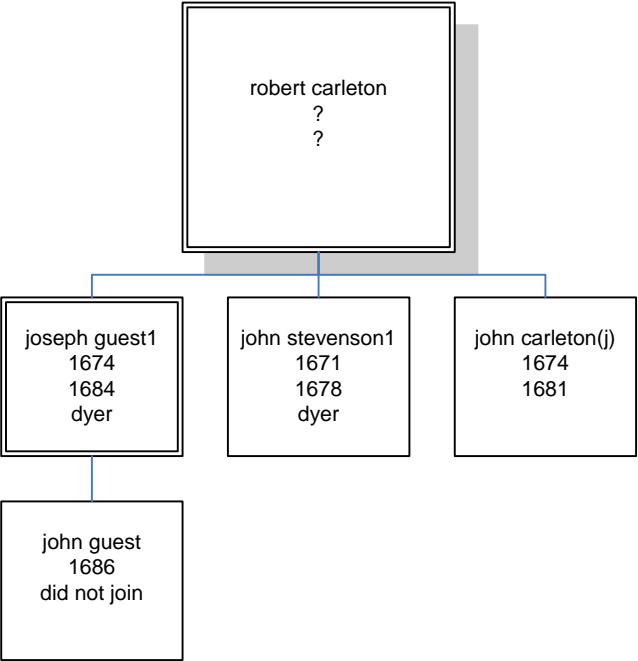 robert carleton
?
?
joseph guest1
1674
1684
dyer
john stevenson1
1671
1678
dyer
john carleton(j)
1674
1681
john guest
1686
did not join